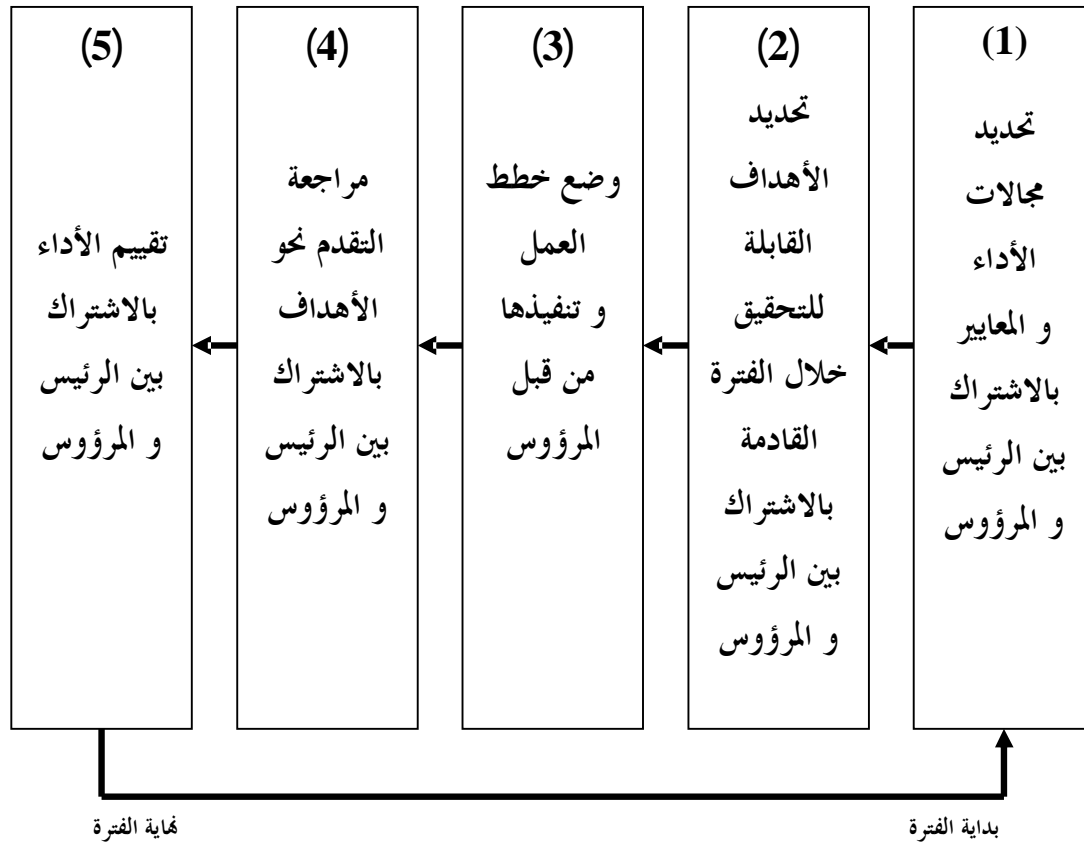 (1)
تحديد
مجالات
الأداء
و المعايير
بالاشتراك
بين الرئيس
و المرؤوس
(2)
تحديد
الأهداف
القابلة
للتحقيق
خلال الفترة
القادمة
بالاشتراك
بين الرئيس
و المرؤوس
(3)
وضع خطط
العمل
و تنفيذها
من قبل
المرؤوس
(4)
مراجعة
التقدم نحو
الأهداف
بالاشتراك
بين الرئيس
و المرؤوس
(5)
تقييم الأداء
بالاشتراك
بين الرئيس
و المرؤوس
بداية الفترة
نهاية الفترة